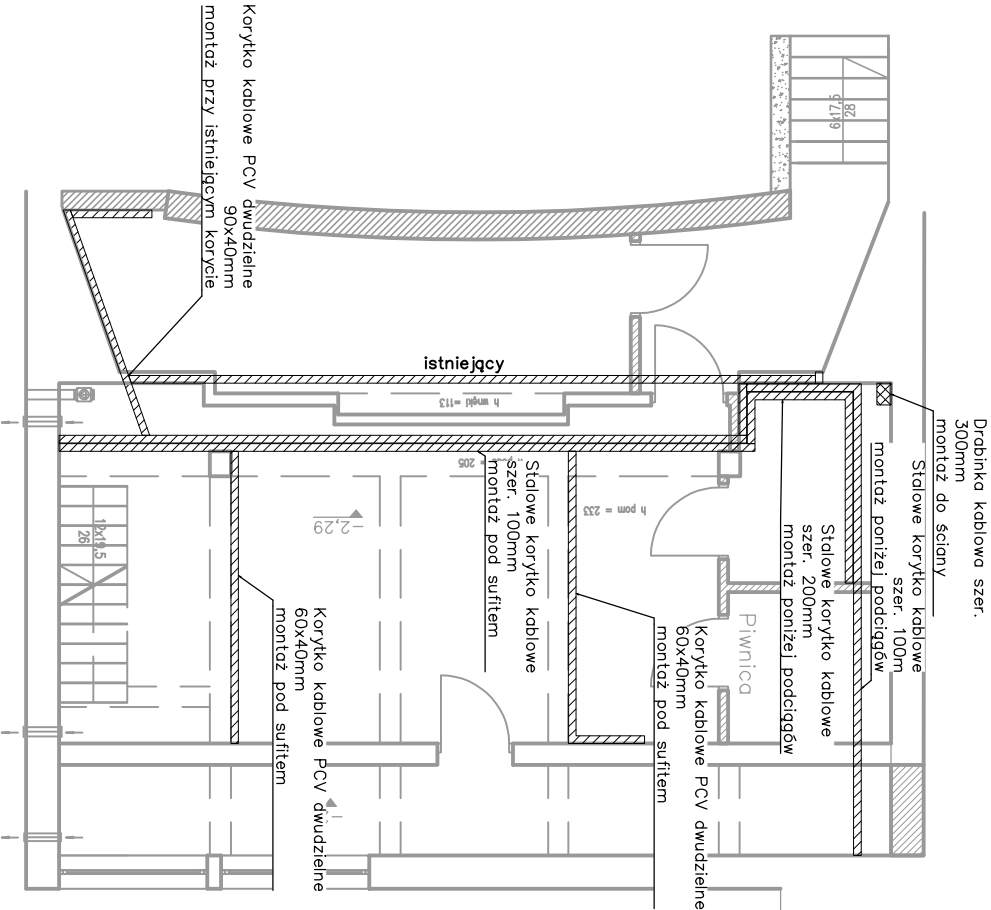 Korytko kablowe PCV dwudzielne
90x40mm
montaż przy istniejącym korycie
6x17,5
28
istniejący
h wnęki =113
Drabinka kablowa szer.
300mm
montaż do ściany
Stalowe korytko kablowe
szer. 100m
montaż poniżej podciągów
Stalowe korytko kablowe
szer. 200mm
montaż poniżej podciągów
Stalowe korytko kablowe
szer. 100mm
montaż pod sufitem
= 205
h pom = 233
-2,29
12x19,5
26
Piwnica
Korytko kablowe PCV dwudzielne
60x40mm
montaż pod sufitem
Korytko kablowe PCV dwudzielne
60x40mm
montaż pod sufitem